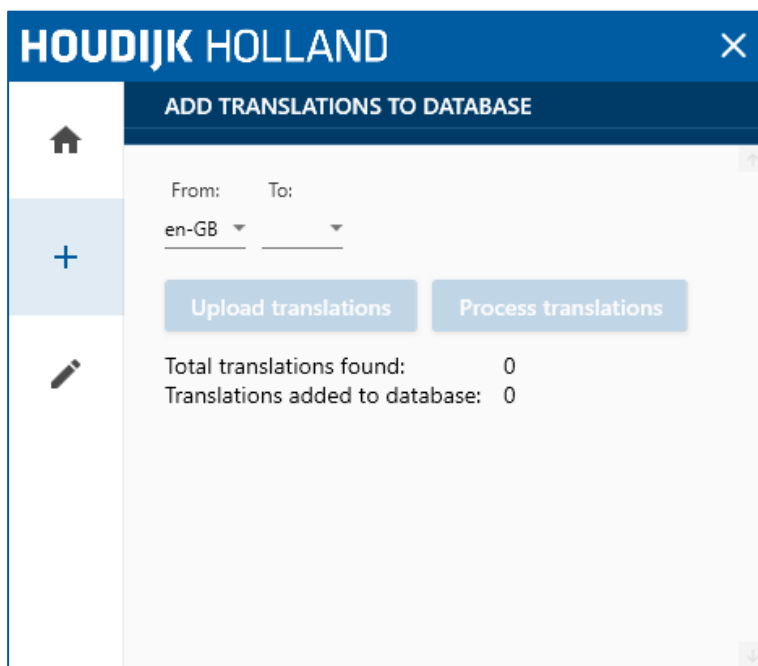 HOUDIJK HOLLAND
ADD TRANSLATIONS TO DATABASE
From: To:
en-GB
Upload translations Process translations
Total translations found: 0
Translations added to database: 0